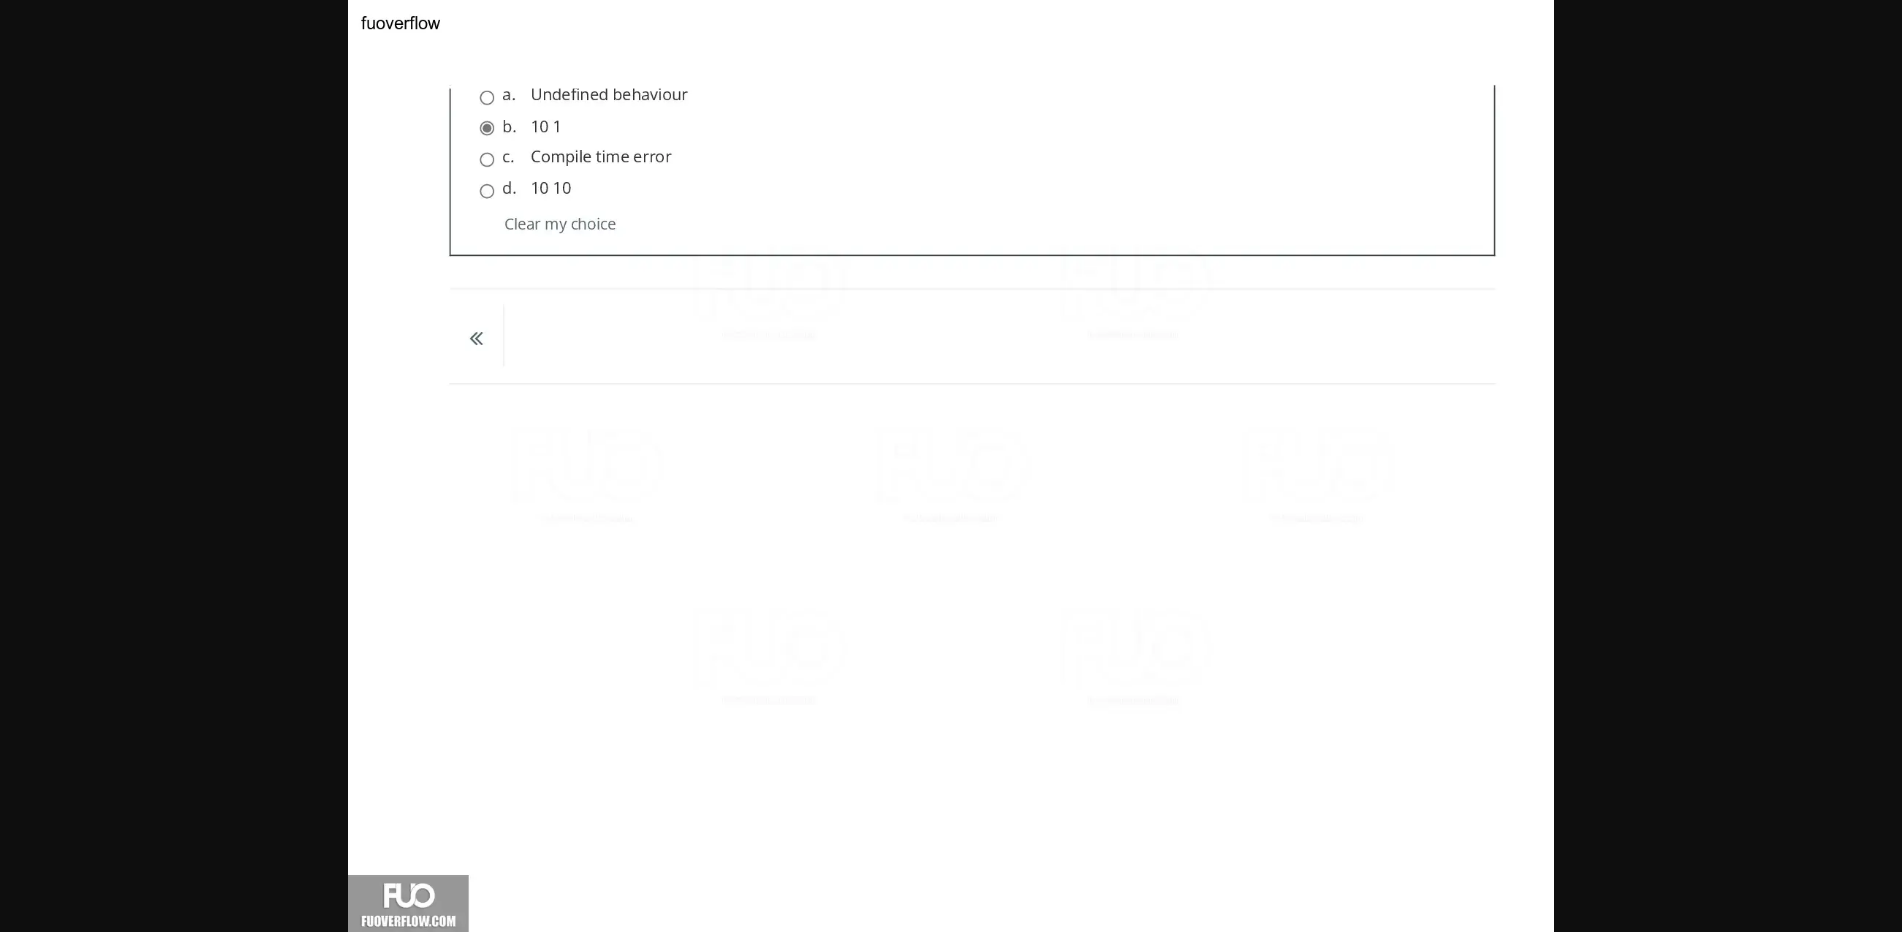 fuoverflow
a. Undefined behaviour
b. 10 1
c. Compile time error
d. 10 10
Clear my choice
«
FUO
FUOVERFLOW.COM